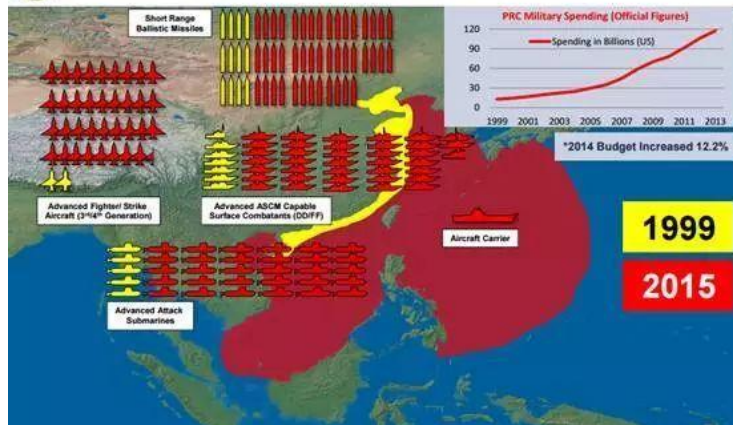 Short Range
Ballistic Missiles
PRC Military Spending (Official Figures)
120
90
60
30
0
Spending in Billions (US)
1999 2001 2003 2005 2007 2009 2011 2013
*2014 Budget Increased 12.2%
Advanced Fighter/ Strike
Aircraft (3rd/4th Generation)
Advanced ASCM Capable
Surface Combatants (DD/FF)
Aircraft Carrier
1999
2015
Advanced Attack
Submarines